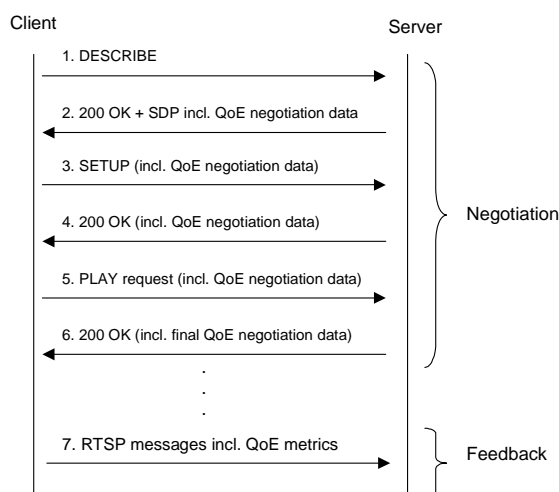 Client
Server
1. DESCRIBE
2. 200 OK + SDP incl. QoE negotiation data
3. SETUP (incl. QoE negotiation data)
4. 200 OK (incl. QoE negotiation data)
Negotiation
5. PLAY request (incl. QoE negotiation data)
6. 200 OK (incl. final QoE negotiation data)
.
.
.
7. RTSP messages incl. QoE metrics
Feedback